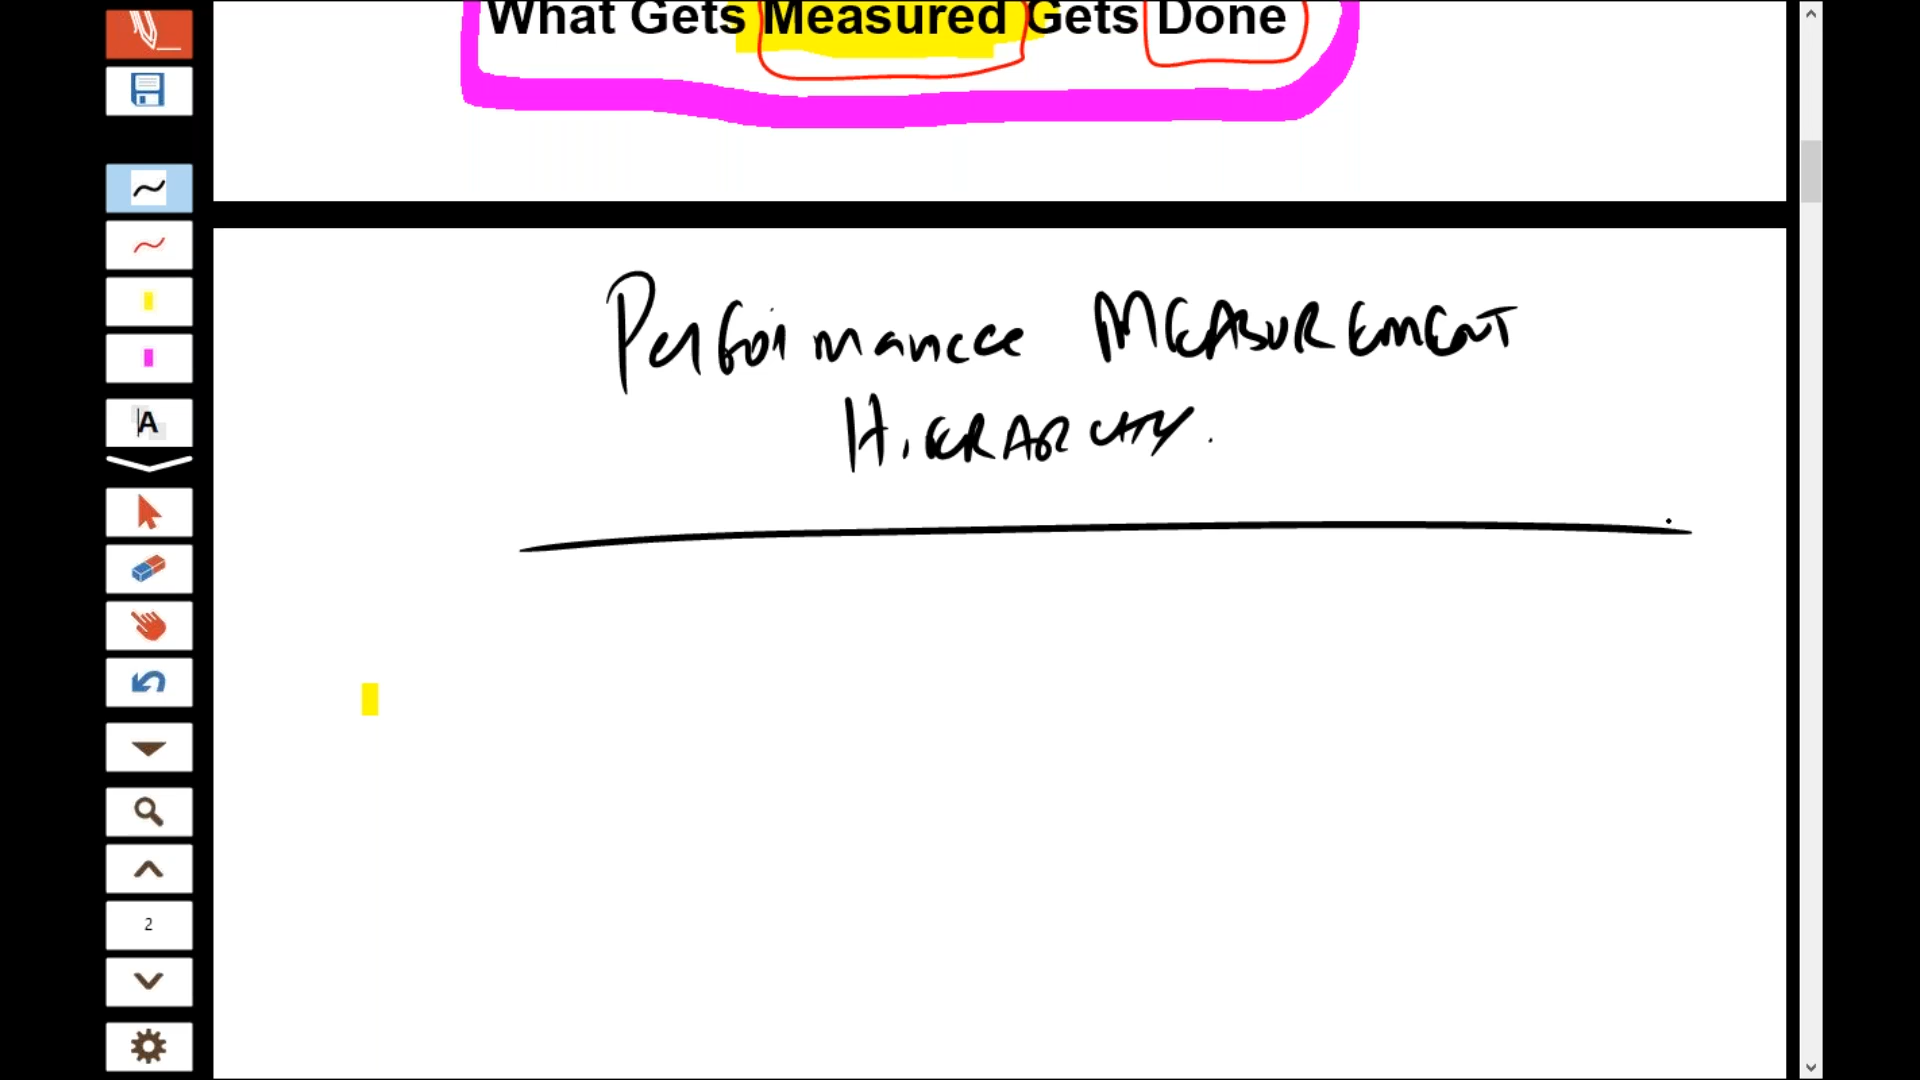 What Gets Measured Gets Done
Performance MEASUREMENT
HIERARCHY.
A
2